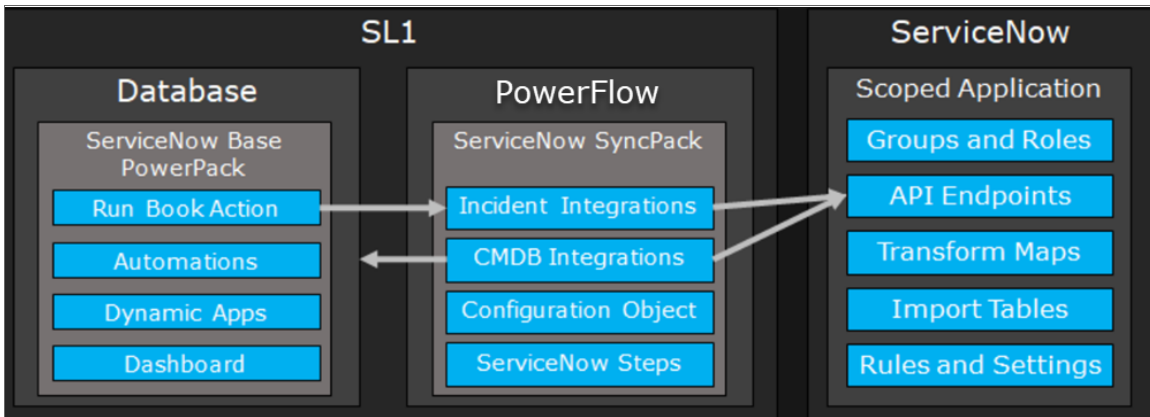 SL1
Database
ServiceNow Base
PowerPack
Run Book Action
Automations
Dynamic Apps
Dashboard
PowerFlow
ServiceNow SyncPack
Incident Integrations
CMDB Integrations
Configuration Object
ServiceNow Steps
ServiceNow
Scoped Application
Groups and Roles
API Endpoints
Transform Maps
Import Tables
Rules and Settings